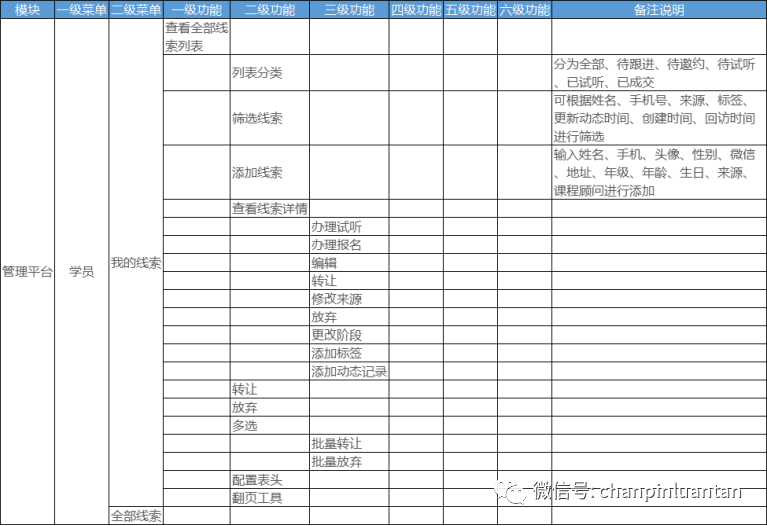 模块 一级菜单 二级菜单 一级功能 二级功能 三级功能 四级功能 五级功能 六级功能 备注说明
查看全部线
索列表
列表分类
分为全部、待跟进、待邀约、待试听
、已试听、已成交
筛选线索
可根据姓名、手机号、来源、标签、
更新动态时间、创建时间、回访时间
进行筛选
添加线索
输入姓名、手机、头像、性别、微信
、地址、年级、年龄、生日、来源、
课程顾问进行添加
查看线索详情
办理试听
办理报名
编辑
管理平台 学员 我的线索
转让
修改来源
放弃
更改阶段
添加标签
添加动态记录
转让
放弃
多选
批量转让
批量放弃
配置表头
翻页工具
全部线索
微信号: chanpinluantan